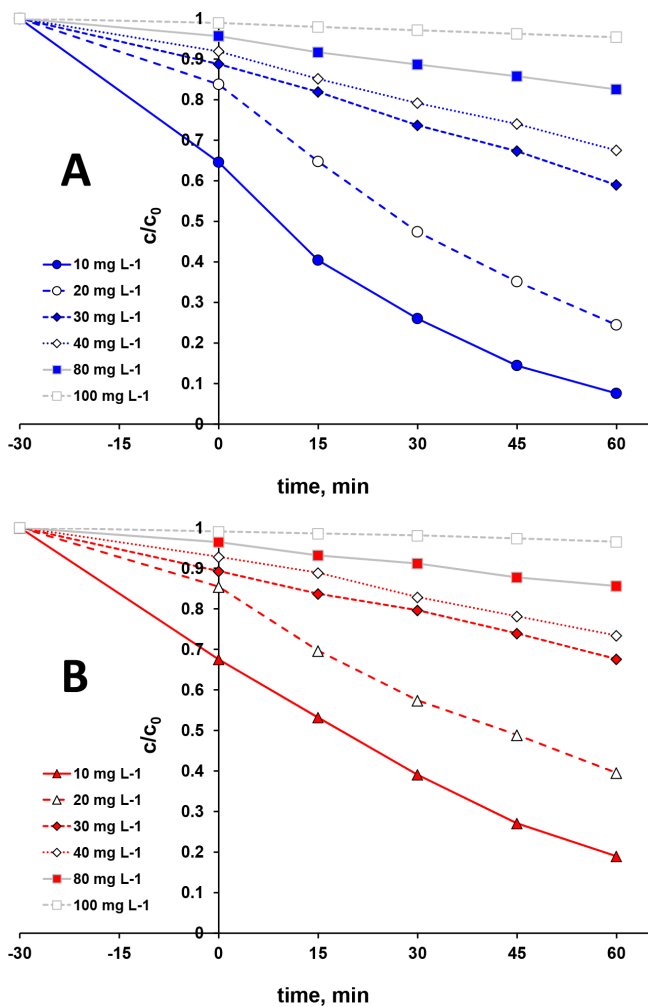 1
0.9
0.8
0.7
A
0.6
c/c0
0.5
10 mg L-1
0.4
20 mg L-1
0.3
30 mg L-1
40 mg L-1
0.2
80 mg L-1
0.1
100 mg L-1
0
-30 -15 0 15 30 45 60
time, min
1
0.9
0.8
0.7
B
0.6
c/c0
0.5
10 mg L-1
0.4
20 mg L-1
0.3
30 mg L-1
40 mg L-1
0.2
80 mg L-1
0.1
100 mg L-1
0
-30 -15 0 15 30 45 60
time, min